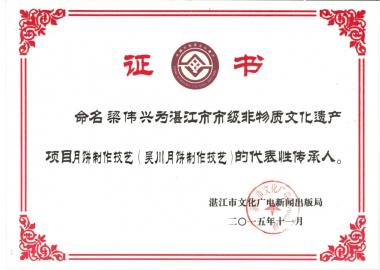 证书
命名梁伟兴为湛江市市级非物质文化遗产
项目月饼制作技艺（吴川月饼制作技艺）的代表性传承人。
湛江市文化广电新闻出版局
二〇一五年十一月